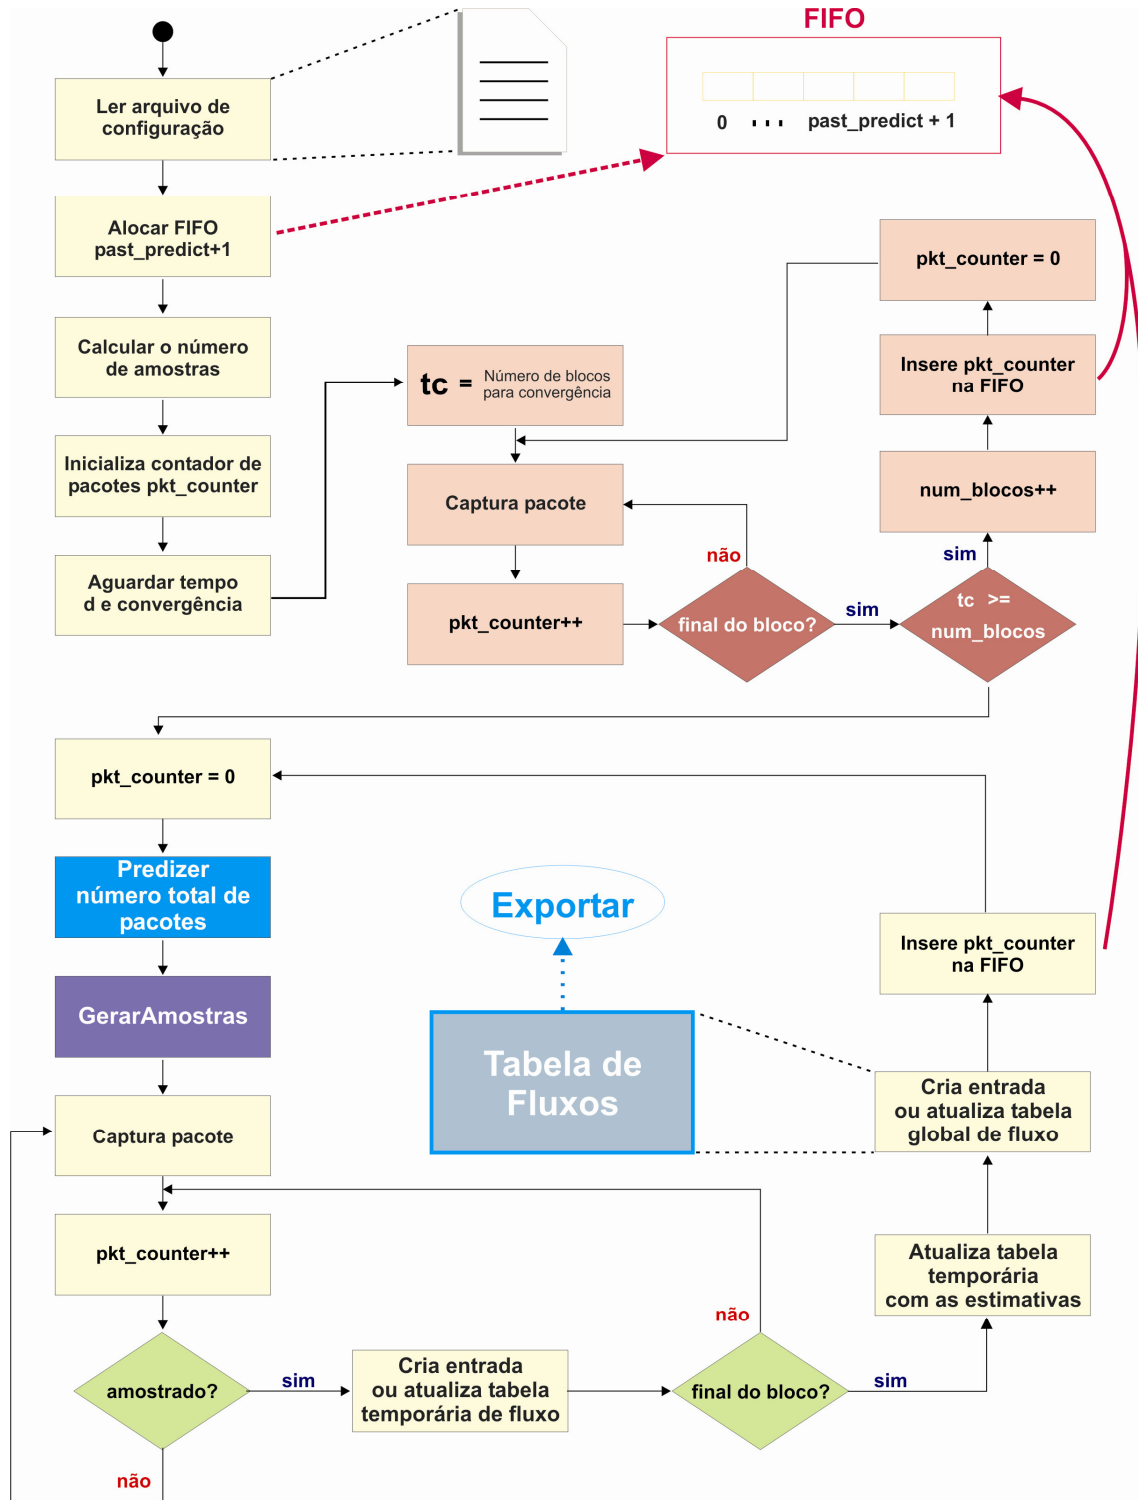 FIFO
0 ... past_predict + 1
Ler arquivo de
configuração
Alocar FIFO
past_predict+1
Calcular o número
de amostras
Inicializa contador de
pacotes pkt_counter
Aguardar tempo
d e convergência
tc = Número de blocos
para convergência
Captura pacote
pkt_counter++
final do bloco?
não
sim
tc >=
num_blocos
sim
num_blocos++
Insere pkt_counter
na FIFO
pkt_counter = 0
pkt_counter = 0
Predizer
número total de
pacotes
GerarAmostras
Captura pacote
pkt_counter++
amostrado?
não
sim
Cria entrada
ou atualiza tabela
temporária de fluxo
final do bloco?
não
sim
Atualiza tabela
temporária
com as estimativas
Cria entrada
ou atualiza tabela
global de fluxo
Insere pkt_counter
na FIFO
Tabela de
Fluxos
Exportar